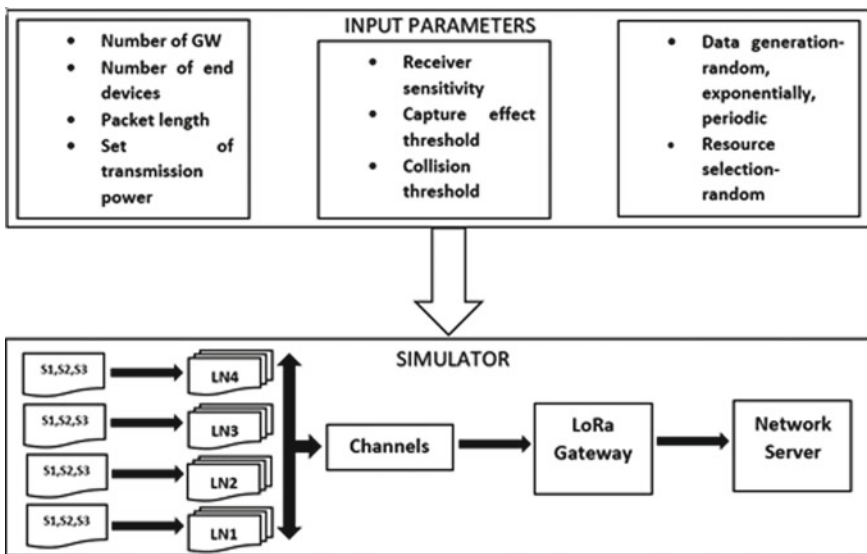 INPUT PARAMETERS
• Number of GW
• Number of end
devices
• Packet length
• Set of
transmission
power
• Receiver
sensitivity
• Capture effect
threshold
• Collision
threshold
• Data generation-
random,
exponentially,
periodic
• Resource
selection-
random
SIMULATOR
S1,S2,S3
LN4
S1,S2,S3
LN3
S1,S2,S3
LN2
S1,S2,S3
LN1
Channels
LoRa
Gateway
Network
Server